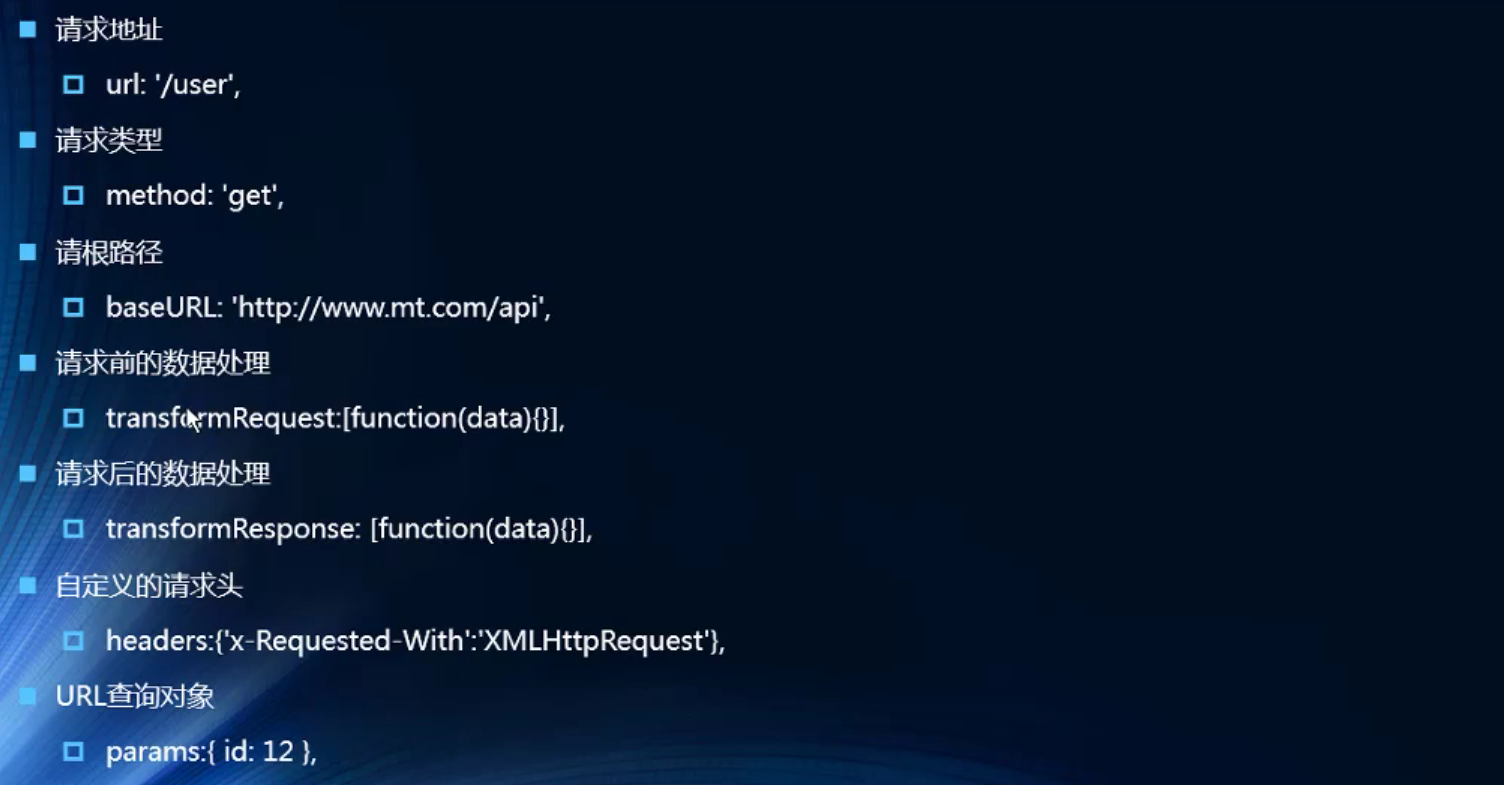 请求地址
url: '/user',
请求类型
method: 'get',
请根路径
baseURL: 'http://www.mt.com/api',
请求前的数据处理
transformRequest:[function(data){}],
请求后的数据处理
transformResponse: [function(data){}],
自定义的请求头
headers:{'x-Requested-With':'XMLHttpRequest'},
URL查询对象
params:{ id: 12 },